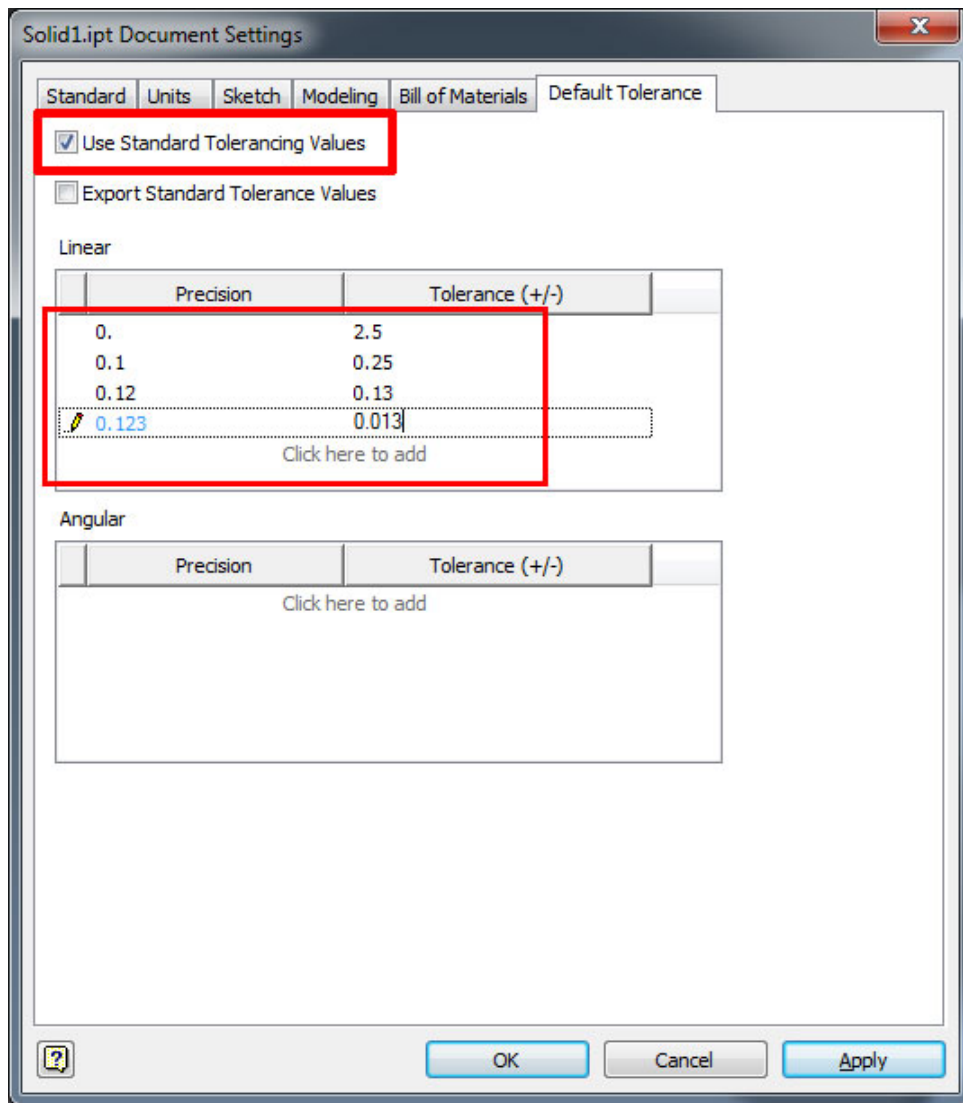 Solid1.ipt Document Settings
Standard Units Sketch Modeling Bill of Materials Default Tolerance
Use Standard Tolerancing Values
Export Standard Tolerance Values
Linear
Precision Tolerance (+/-)
0. 2.5
0.1 0.25
0.12 0.13
0.123 0.013
Click here to add
Angular
Precision Tolerance (+/-)
Click here to add
OK Cancel Apply